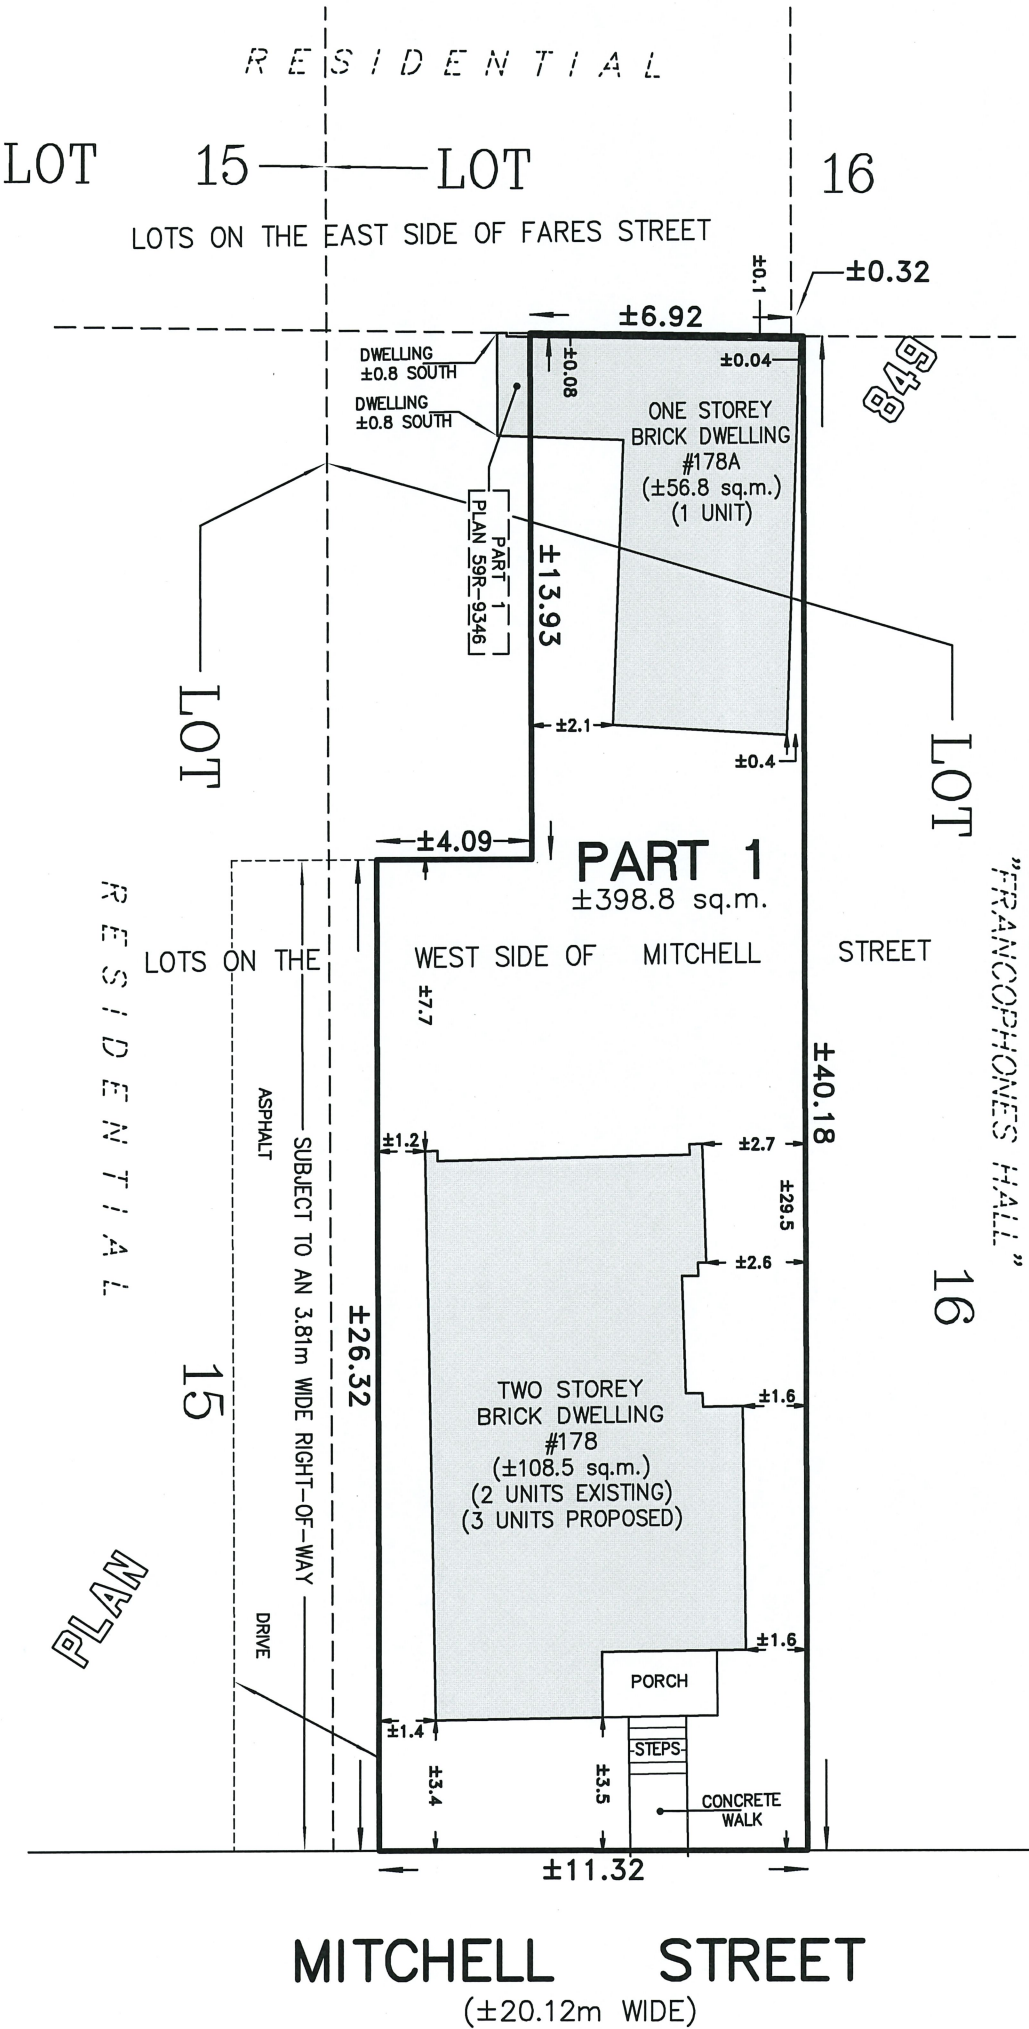 RESIDENTIAL
LOT 15 LOT 16
LOTS ON THE EAST SIDE OF FARES STREET
±0.1
±0.32
±6.92
DWELLING
±0.8 SOUTH
±0.08
±0.04
849
DWELLING
±0.8 SOUTH
ONE STOREY
BRICK DWELLING
#178A
(±56.8 sq.m.)
(1 UNIT)
PART 1
PLAN 59R-9346
±13.93
LOT
±2.1
±0.4
LOT
±4.09
PART 1
±398.8 sq.m.
"FRANCOPHONES HALL"
RESIDENTIAL
LOTS ON THE WEST SIDE OF MITCHELL STREET
±7.7
±40.18
ASPHALT
SUBJECT TO AN 3.81m WIDE RIGHT-OF-WAY
±1.2
±2.7
±29.5
±2.6
16
±26.32
15
TWO STOREY
BRICK DWELLING
#178
(±108.5 sq.m.)
(2 UNITS EXISTING)
(3 UNITS PROPOSED)
±1.6
PLAN
DRIVE
±1.6
PORCH
±1.4
STEPS
±3.4
±3.5
CONCRETE
WALK
±11.32
MITCHELL STREET
(±20.12m WIDE)